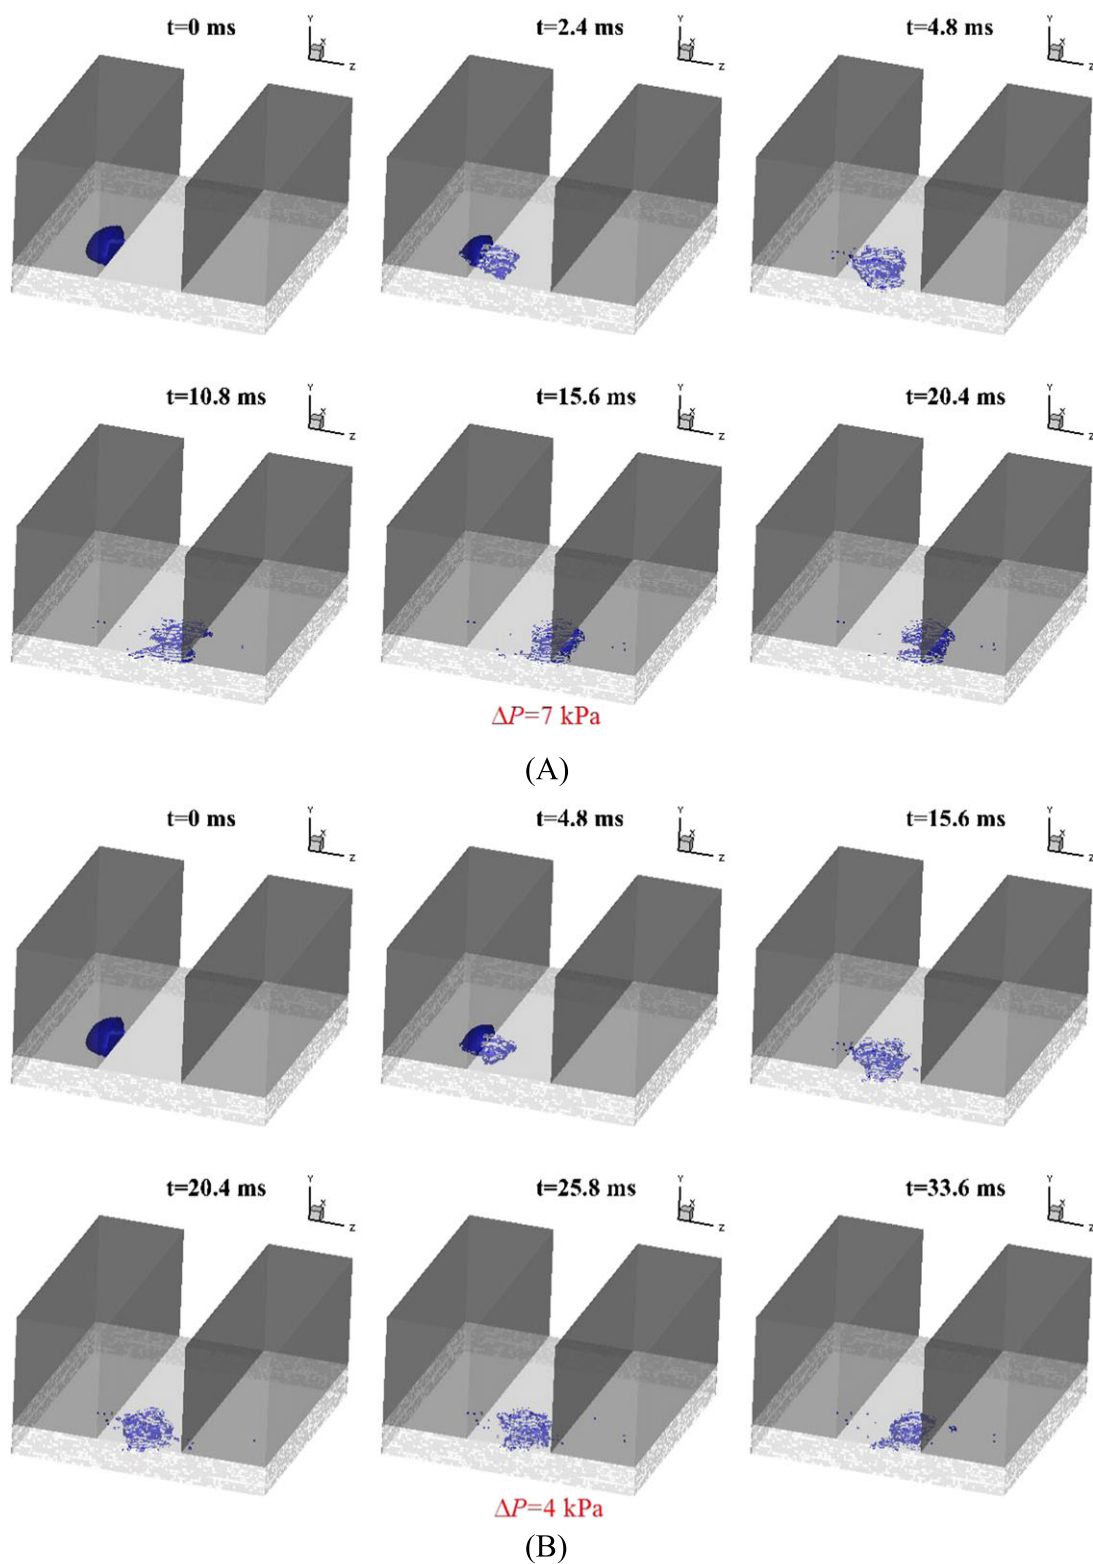 t=0 ms t=2.4 ms t=4.8 ms
Y X Z Y X Z Y X Z
t=10.8 ms t=15.6 ms t=20.4 ms
Y X Z Y X Z Y X Z
ΔP=7 kPa
(A)
t=0 ms t=4.8 ms t=15.6 ms
Y X Z Y X Z Y X Z
t=20.4 ms t=25.8 ms t=33.6 ms
Y X Z Y X Z Y X Z
ΔP=4 kPa
(B)